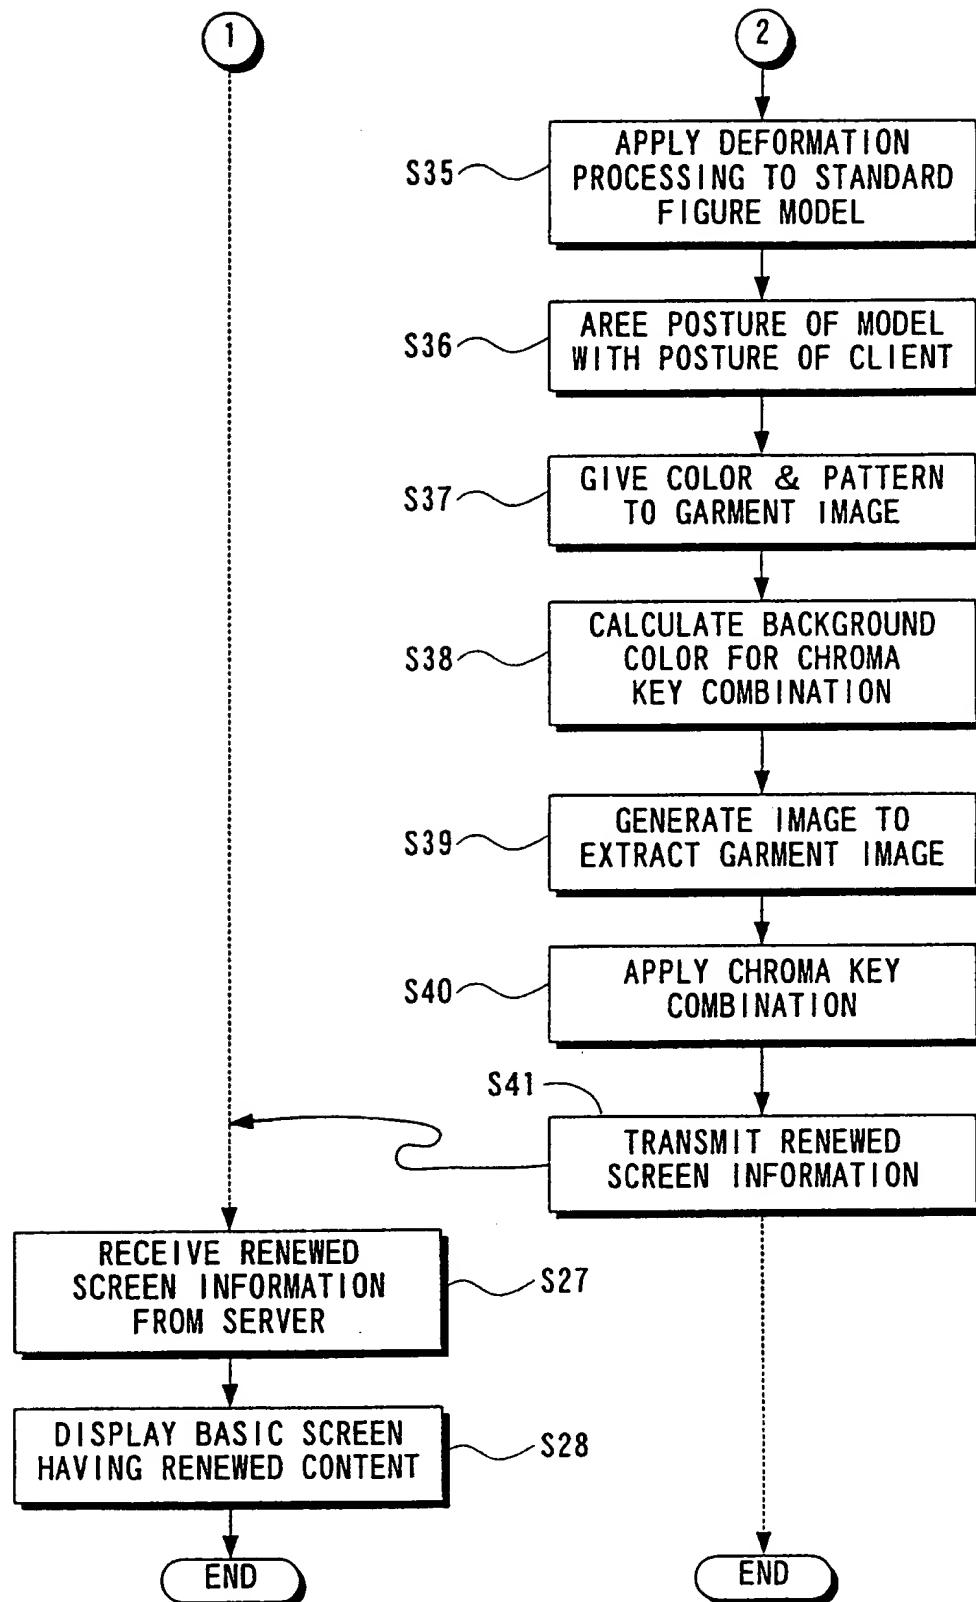 1
2
S35
APPLY DEFORMATION
PROCESSING TO STANDARD
FIGURE MODEL
S36
AREE POSTURE OF MODEL
WITH POSTURE OF CLIENT
S37
GIVE COLOR & PATTERN
TO GARMENT IMAGE
S38
CALCULATE BACKGROUND
COLOR FOR CHROMA
KEY COMBINATION
S39
GENERATE IMAGE TO
EXTRACT GARMENT IMAGE
S40
APPLY CHROMA KEY
COMBINATION
S41
TRANSMIT RENEWED
SCREEN INFORMATION
RECEIVE RENEWED
SCREEN INFORMATION
FROM SERVER
S27
DISPLAY BASIC SCREEN
HAVING RENEWED CONTENT
S28
END
END